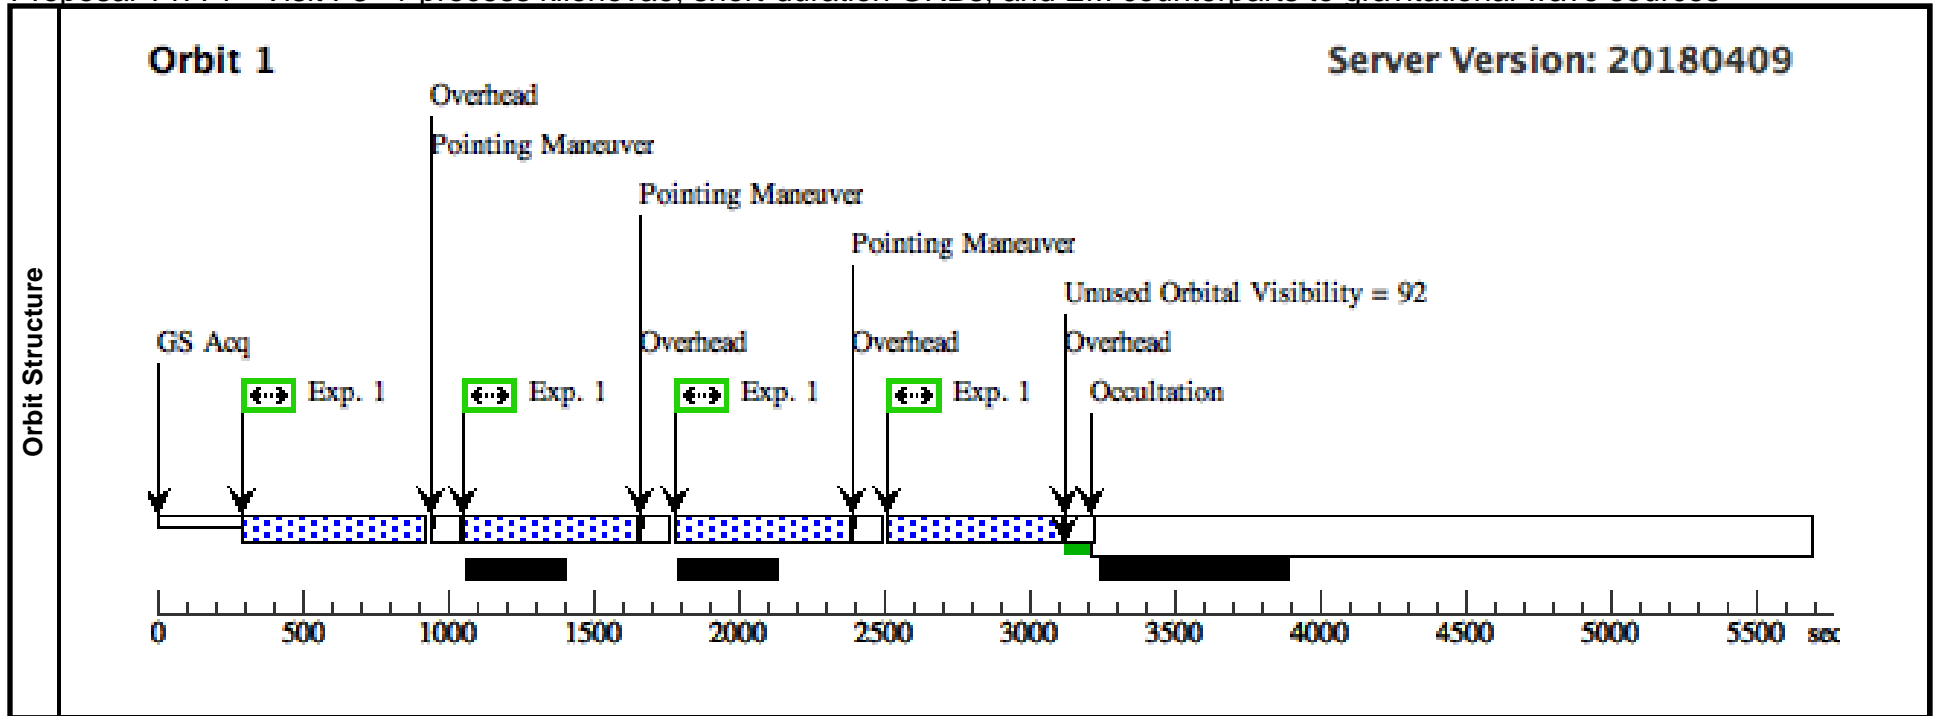 Orbit 1
Server Version: 20180409
Overhead
Pointing Maneuver
Pointing Maneuver
Pointing Maneuver
Unused Orbital Visibility = 92
GS Acq
Overhead
Overhead
Overhead
Exp. 1
Exp. 1
Exp. 1
Exp. 1
Occultation
Orbit Structure
0 500 1000 1500 2000 2500 3000 3500 4000 4500 5000 5500 sec